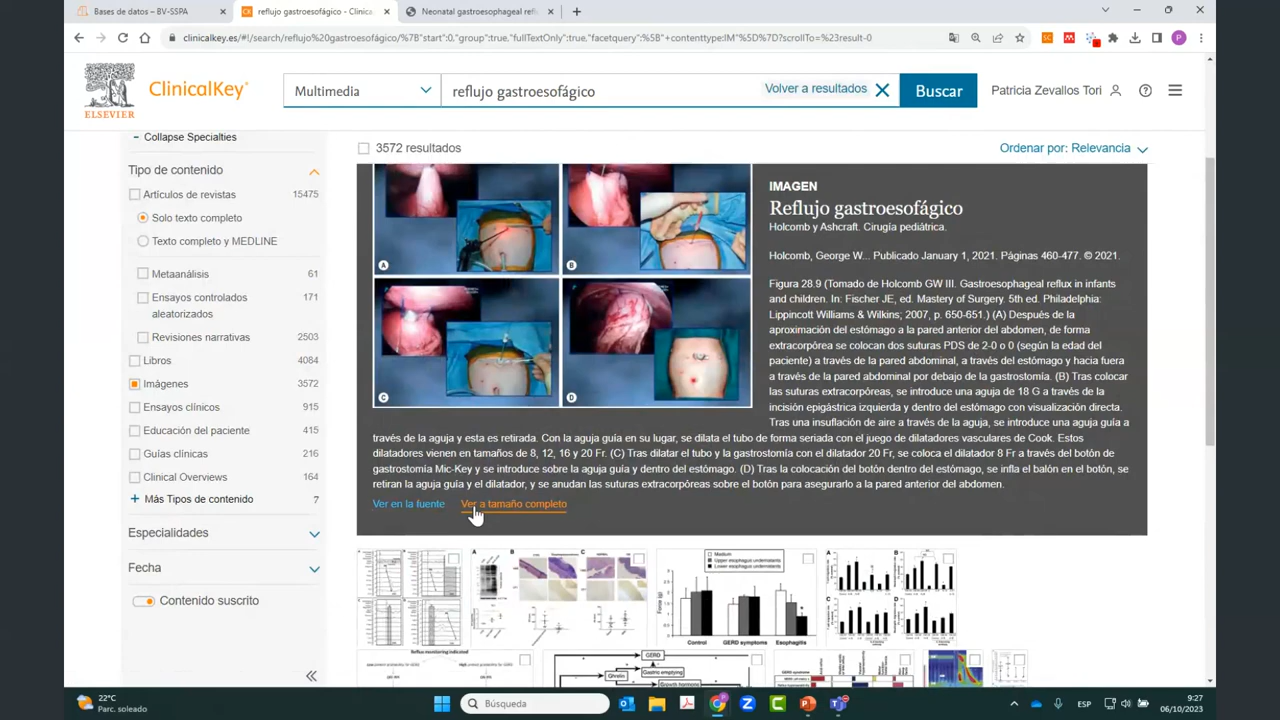 Bases de datos – BV-SSPA
reflujo gastroesofágico - Clinica
Neonatal gastroesophageal refl
clinicalkey.es/#!/search/reflujo%20gastroesofágico/%7B"start":0,"group":true,"fullTextOnly":true,"facetquery":%5B"+contenttype:IM"%5D%7D?scrollTo=%23result-0
ELSEVIER
ClinicalKey®
Multimedia
reflujo gastroesofágico
Volver a resultados
Buscar
Patricia Zevallos Tori
Collapse Specialties
Tipo de contenido
Artículos de revistas 15475
Solo texto completo
Texto completo y MEDLINE
Metaanálisis 61
Ensayos controlados 171
aleatorizados
Revisiones narrativas 2503
Libros 4084
Imágenes 3572
Ensayos clínicos 915
Educación del paciente 415
Guías clínicas 216
Clinical Overviews 164
+ Más Tipos de contenido 7
Especialidades
Fecha
Contenido suscrito
3572 resultados
Ordenar por: Relevancia
A
B
C
D
IMAGEN
Reflujo gastroesofágico
Holcomb y Ashcraft. Cirugía pediátrica.
Holcomb, George W... Publicado January 1, 2021. Páginas 460-477. © 2021.
Figura 28.9 (Tomado de Holcomb GW III. Gastroesophageal reflux in infants
and children. In: Fischer JE, ed. Mastery of Surgery. 5th ed. Philadelphia:
Lippincott Williams & Wilkins; 2007, p. 650-651.) (A) Después de la
aproximación del estómago a la pared anterior del abdomen, de forma
extracorpórea se colocan dos suturas PDS de 2-0 o 0 (según la edad del
paciente) a través de la pared abdominal, a través del estómago y hacia fuera
a través de la pared abdominal por debajo de la gastrostomía. (B) Tras colocar
las suturas extracorpóreas, se introduce una aguja de 18 G a través de la
incisión epigástrica izquierda y dentro del estómago con visualización directa.
Tras una insuflación de aire a través de la aguja, se introduce una aguja guía a
través de la aguja y esta es retirada. Con la aguja guía en su lugar, se dilata el tubo de forma seriada con el juego de dilatadores vasculares de Cook. Estos
dilatadores vienen en tamaños de 8, 12, 16 y 20 Fr. (C) Tras dilatar el tubo y la gastrostomía con el dilatador 20 Fr, se coloca el dilatador 8 Fr a través del botón de
gastrostomía Mic-Key y se introduce sobre la aguja guía y dentro del estómago. (D) Tras la colocación del botón dentro del estómago, se infla el balón en el botón, se
retiran la aguja guía y el dilatador, y se anudan las suturas extracorpóreas sobre el botón para asegurarlo a la pared anterior del abdomen.
Ver en la fuente
Ver a tamaño completo
A
B
C
Medium
Upper esophagus undernatants
Lower esophagus undernatants
Force (g)
Control
GERD symptoms
Esophagitis
Reflux monitoring indicated
GERD
Ghrelin
Gastric emptying
Growth hormone
22°C
Parc. soleado
Búsqueda
ESP
9:27
06/10/2023